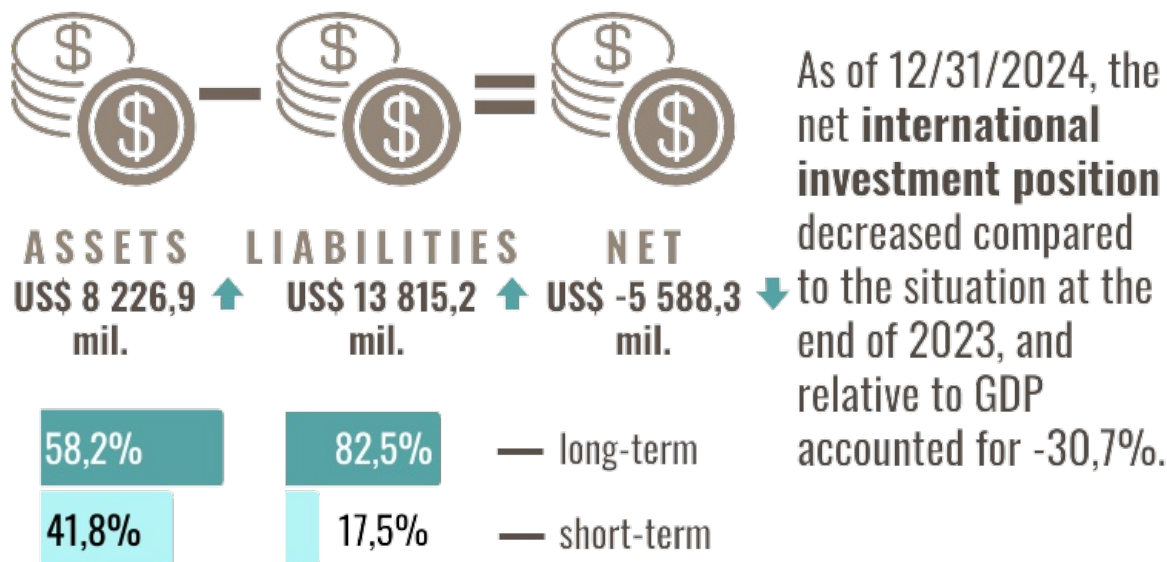 ASSETS
US$ 8 226,9
mil.
LIABILITIES
US$ 13 815,2
mil.
NET
US$ -5 588,3
mil.
As of 12/31/2024, the
net international
investment position
decreased compared
to the situation at the
end of 2023, and
relative to GDP
accounted for -30,7%.
58,2%
82,5%
long-term
41,8%
17,5%
short-term